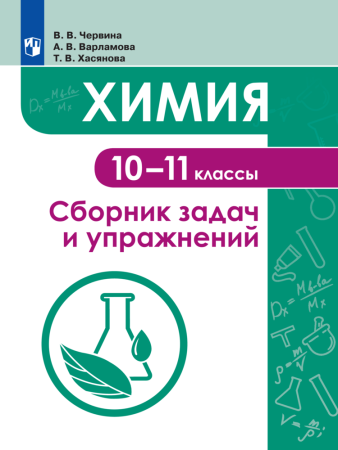 В. В. Червина
А. В. Варламова
Т. В. Хасянова
ХИМИЯ
10–11 классы
Сборник задач
и упражнений